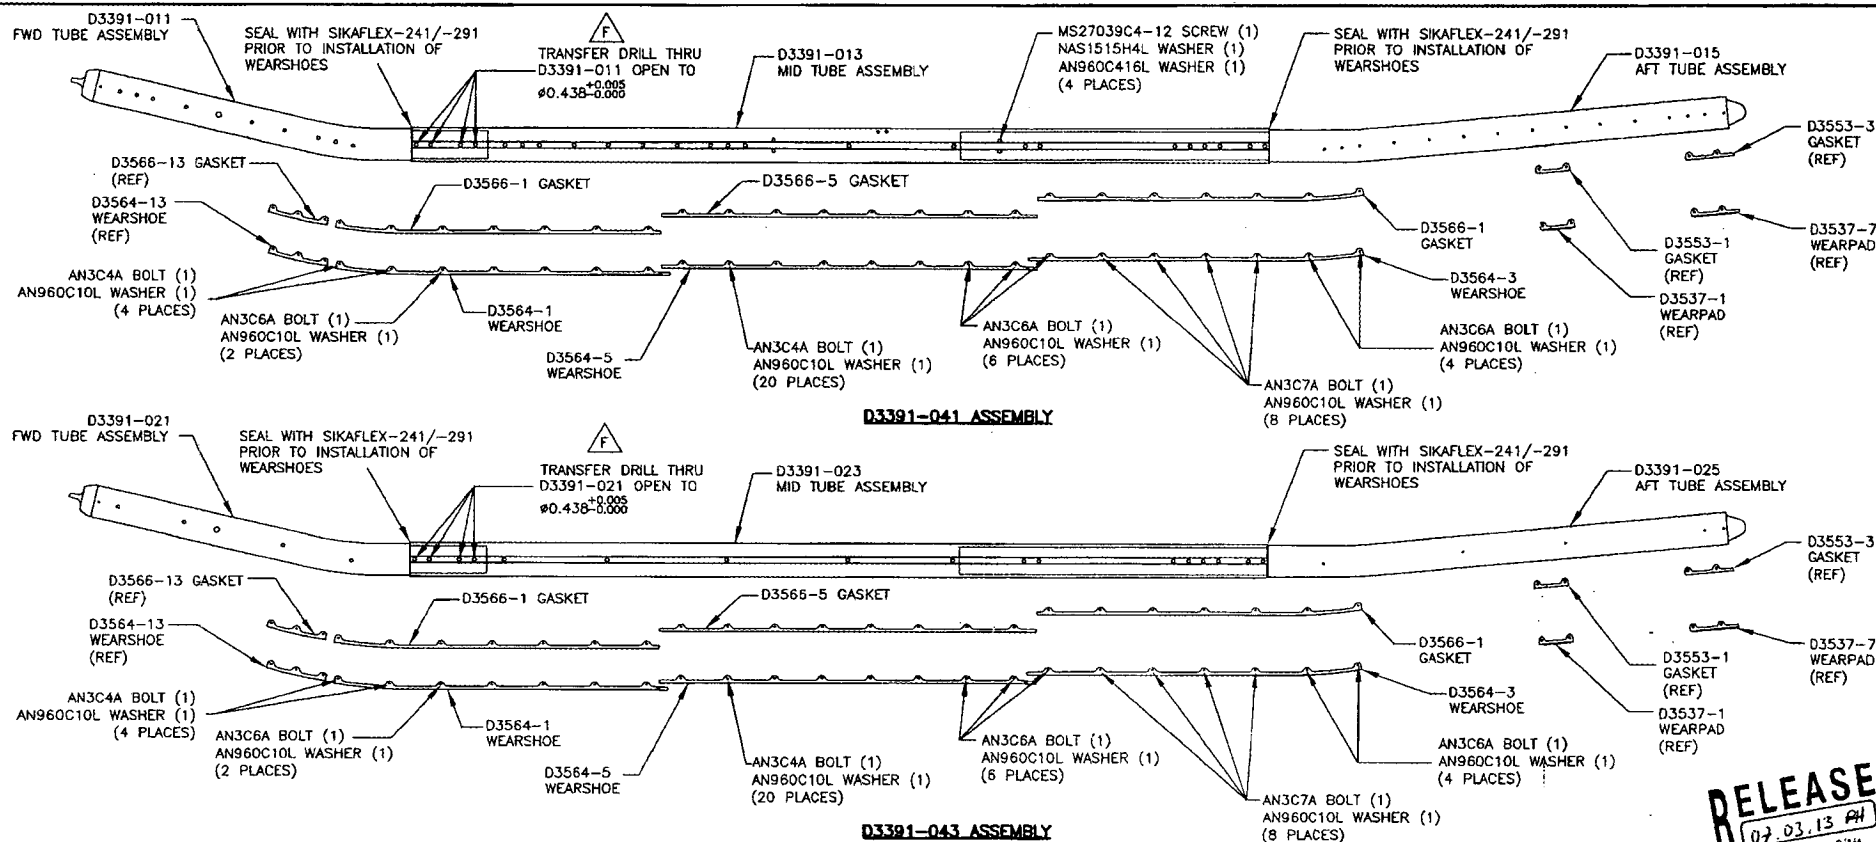 D3391-011
FWD TUBE ASSEMBLY
SEAL WITH SIKAFLEX-241/-291
PRIOR TO INSTALLATION OF
WEARSHOES
F
TRANSFER DRILL THRU
D3391-011 OPEN TO
ø0.438+0.005-0.000
D3391-013
MID TUBE ASSEMBLY
MS27039C4-12 SCREW (1)
NAS1515H4L WASHER (1)
AN960C416L WASHER (1)
(4 PLACES)
SEAL WITH SIKAFLEX-241/-291
PRIOR TO INSTALLATION OF
WEARSHOES
D3391-015
AFT TUBE ASSEMBLY
D3553-3
GASKET
(REF)
D3566-13 GASKET
(REF)
D3564-13
WEARSHOE
(REF)
D3566-1 GASKET
D3566-5 GASKET
D3566-1
GASKET
D3553-1
GASKET
(REF)
D3537-7
WEARPAD
(REF)
AN3C4A BOLT (1)
AN960C10L WASHER (1)
(4 PLACES)
AN3C6A BOLT (1)
AN960C10L WASHER (1)
(2 PLACES)
D3564-1
WEARSHOE
D3564-5
WEARSHOE
AN3C4A BOLT (1)
AN960C10L WASHER (1)
(20 PLACES)
AN3C6A BOLT (1)
AN960C10L WASHER (1)
(6 PLACES)
D3564-3
WEARSHOE
D3537-1
WEARPAD
(REF)
AN3C6A BOLT (1)
AN960C10L WASHER (1)
(4 PLACES)
AN3C7A BOLT (1)
AN960C10L WASHER (1)
(8 PLACES)
D3391-041 ASSEMBLY
D3391-021
FWD TUBE ASSEMBLY
SEAL WITH SIKAFLEX-241/-291
PRIOR TO INSTALLATION OF
WEARSHOES
F
TRANSFER DRILL THRU
D3391-021 OPEN TO
ø0.438+0.005-0.000
D3391-023
MID TUBE ASSEMBLY
SEAL WITH SIKAFLEX-241/-291
PRIOR TO INSTALLATION OF
WEARSHOES
D3391-025
AFT TUBE ASSEMBLY
D3553-3
GASKET
(REF)
D3566-13 GASKET
(REF)
D3564-13
WEARSHOE
(REF)
D3566-1 GASKET
D3566-5 GASKET
D3566-1
GASKET
D3553-1
GASKET
(REF)
D3537-7
WEARPAD
(REF)
AN3C4A BOLT (1)
AN960C10L WASHER (1)
(4 PLACES)
AN3C6A BOLT (1)
AN960C10L WASHER (1)
(2 PLACES)
D3564-1
WEARSHOE
D3564-5
WEARSHOE
AN3C4A BOLT (1)
AN960C10L WASHER (1)
(20 PLACES)
AN3C6A BOLT (1)
AN960C10L WASHER (1)
(6 PLACES)
D3564-3
WEARSHOE
D3537-1
WEARPAD
(REF)
AN3C6A BOLT (1)
AN960C10L WASHER (1)
(4 PLACES)
AN3C7A BOLT (1)
AN960C10L WASHER (1)
(8 PLACES)
D3391-043 ASSEMBLY
RELEASE
07.03.13